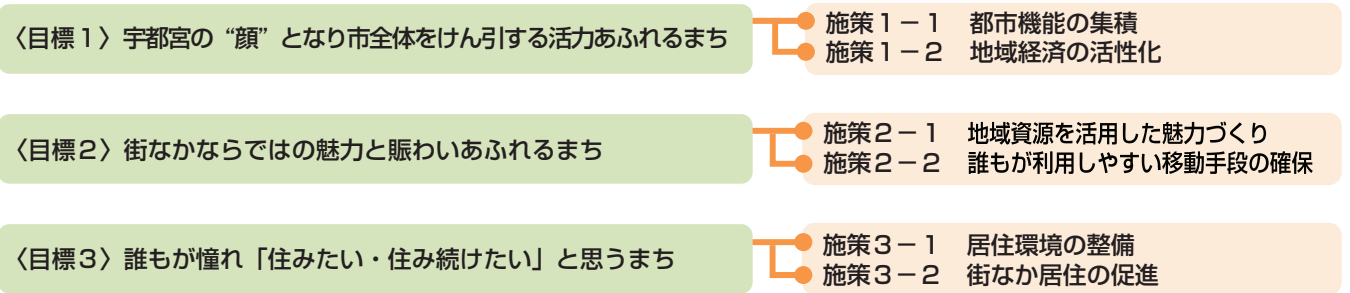 〈目標１〉宇都宮の“顔”となり市全体をけん引する活力あふれるまち
施策１－１　都市機能の集積
施策１－２　地域経済の活性化
〈目標２〉街なかならではの魅力と賑わいあふれるまち
施策２－１　地域資源を活用した魅力づくり
施策２－２　誰もが利用しやすい移動手段の確保
〈目標３〉誰もが憧れ「住みたい・住み続けたい」と思うまち
施策３－１　居住環境の整備
施策３－２　街なか居住の促進